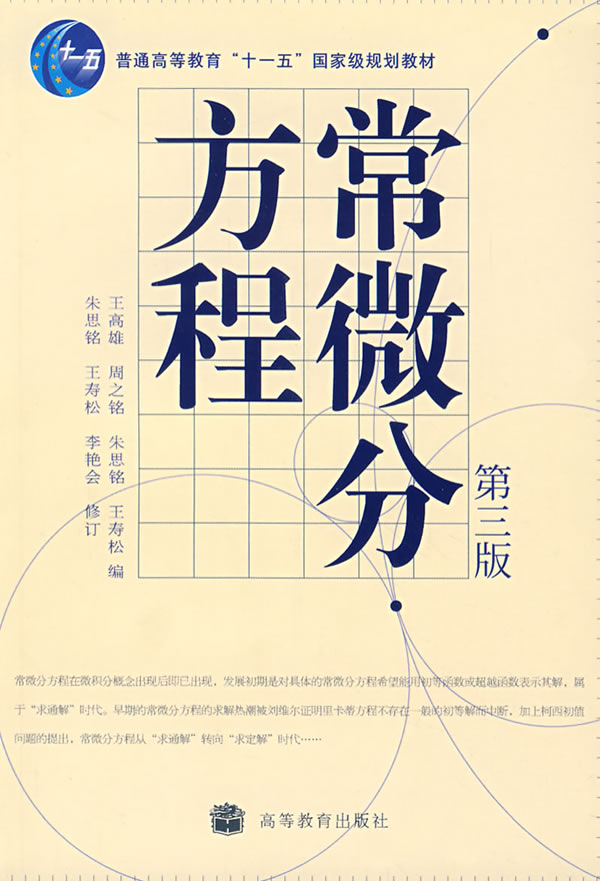 十一五
普通高等教育“十一五”国家级规划教材
常微分
方程
第三版
王高雄 周之铭 朱思铭 王寿松 编
朱思铭 王寿松 李艳会 修订
常微分方程在微积分概念出现后即已出现，发展初期是对具体的常微分方程希望能用初等函数或超越函数表示其解，属
于“求通解”时代。早期的常微分方程的求解热潮被刘维尔证明里卡蒂方程不存在一般的初等解而中断，加上柯西初值
问题的提出，常微分方程从“求通解”转向“求定解”时代……
高等教育出版社